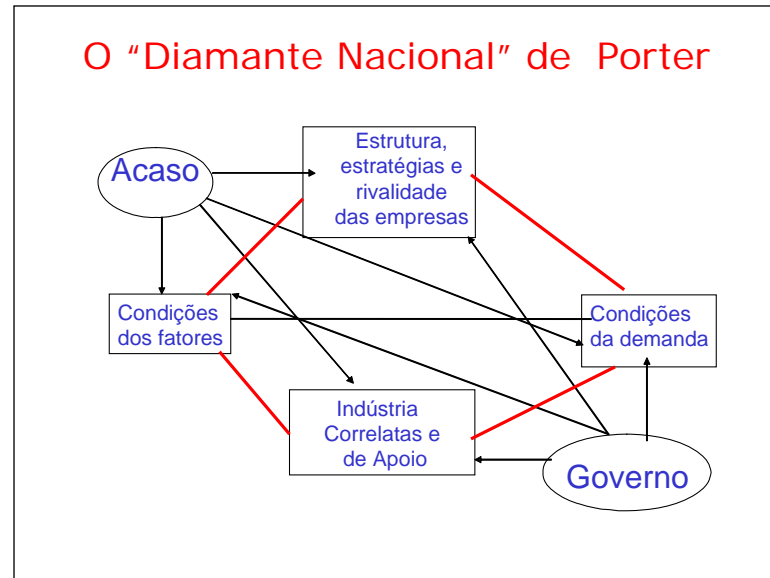 O “Diamante Nacional” de Porter
Acaso
Estrutura,
estratégias e
rivalidade
das empresas
Condições
dos fatores
Condições
da demanda
Indústria
Correlatas e
de Apoio
Governo